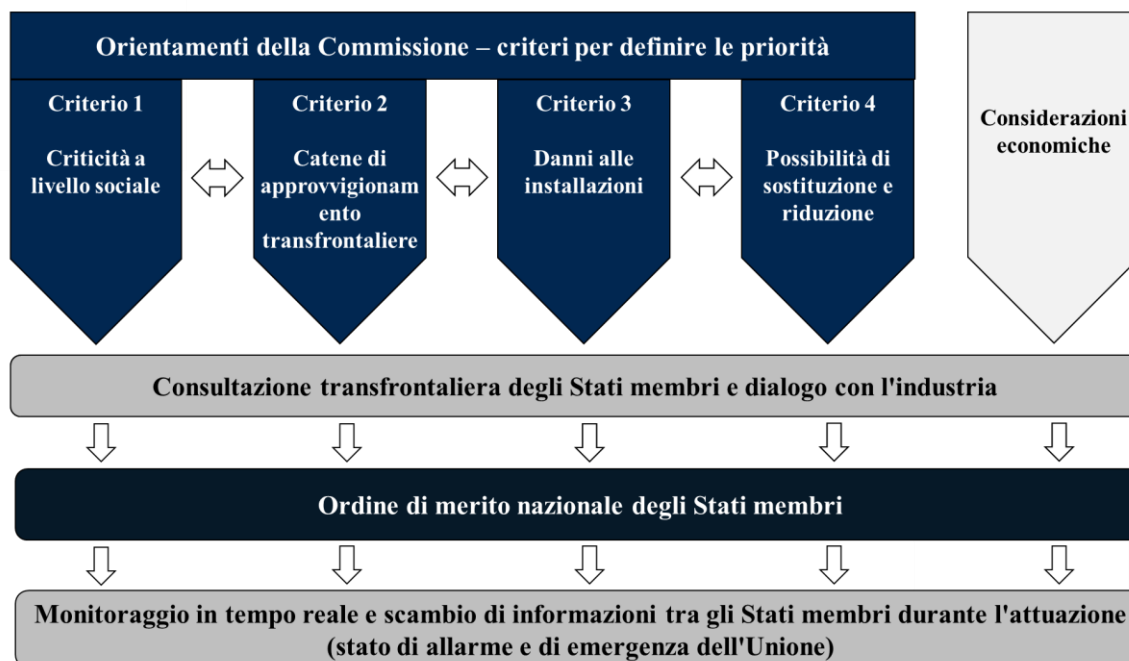 Orientamenti della Commissione – criteri per definire le priorità
Criterio 1
Criticità a
livello sociale
Criterio 2
Catene di
approvvigionam
ento
transfrontaliere
Criterio 3
Danni alle
installazioni
Criterio 4
Possibilità di
sostituzione e
riduzione
Considerazioni
economiche
Consultazione transfrontaliera degli Stati membri e dialogo con l'industria
Ordine di merito nazionale degli Stati membri
Monitoraggio in tempo reale e scambio di informazioni tra gli Stati membri durante l'attuazione
(stato di allarme e di emergenza dell'Unione)